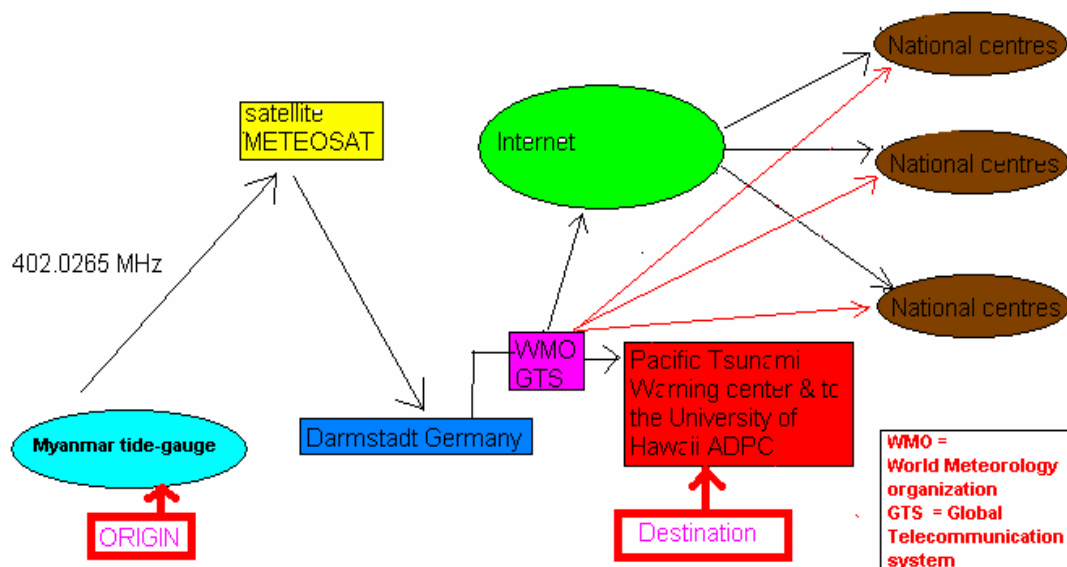 National centres
satellite
METEOSAT
Internet
National centres
402.0265 MHz
National centres
WMO
GTS
Pacific Tsunami
Warning center & to
the University of
Hawaii ADPC
Myanmar tide-gauge
Darmstadt Germany
WMO =
World Meteorology
organization
GTS = Global
Telecommunication
system
ORIGIN
Destination